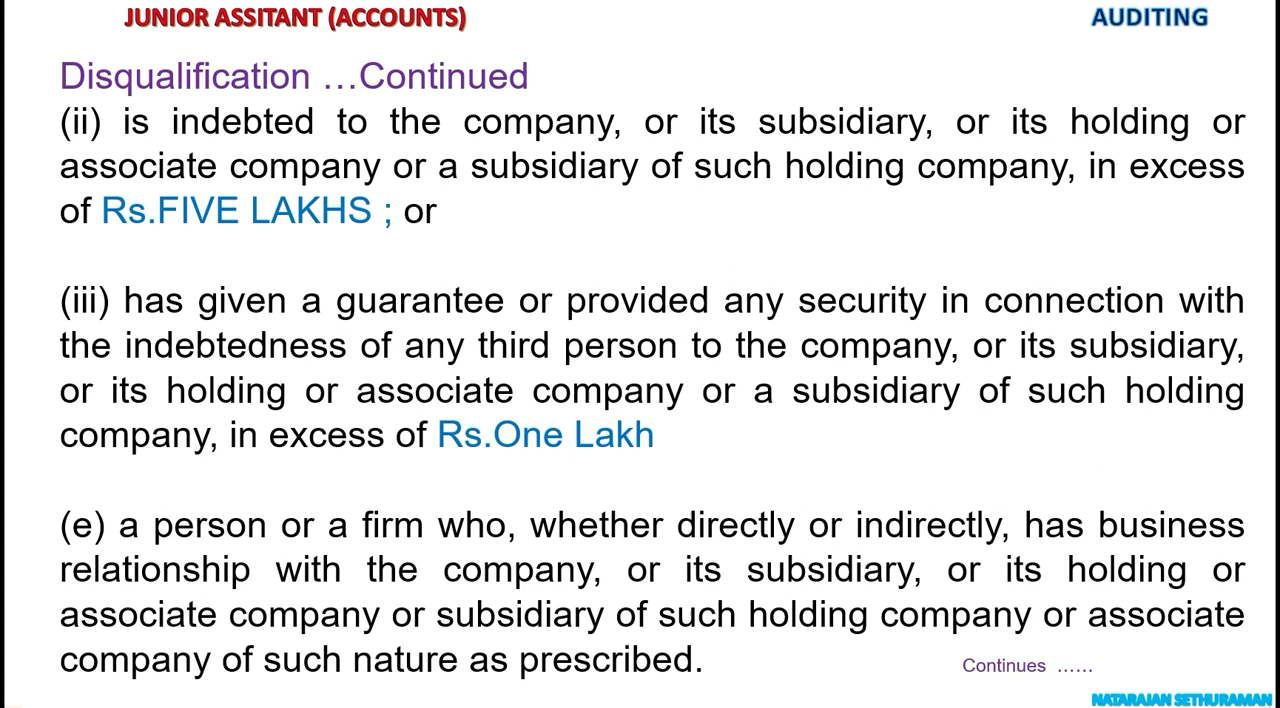 JUNIOR ASSITANT (ACCOUNTS)
AUDITING
Disqualification ...Continued
(ii) is indebted to the company, or its subsidiary, or its holding or
associate company or a subsidiary of such holding company, in excess
of Rs.FIVE LAKHS ; or
(iii) has given a guarantee or provided any security in connection with
the indebtedness of any third person to the company, or its subsidiary,
or its holding or associate company or a subsidiary of such holding
company, in excess of Rs.One Lakh
(e) a person or a firm who, whether directly or indirectly, has business
relationship with the company, or its subsidiary, or its holding or
associate company or subsidiary of such holding company or associate
company of such nature as prescribed.
Continues ......
NATARAJAN SETHURAMAN